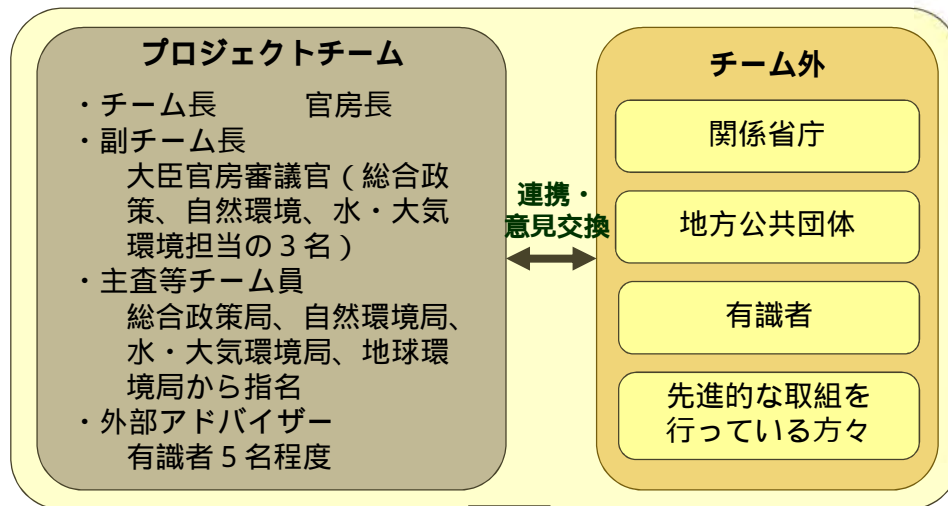 プロジェクトチーム
・チーム長　　　官房長
・副チーム長
大臣官房審議官（総合政
策、自然環境、水・大気
環境担当の３名）
・主査等チーム員
総合政策局、自然環境局、
水・大気環境局、地球環
境局から指名
・外部アドバイザー
有識者５名程度
連携・
意見交換
チーム外
関係省庁
地方公共団体
有識者
先進的な取組を
行っている方々